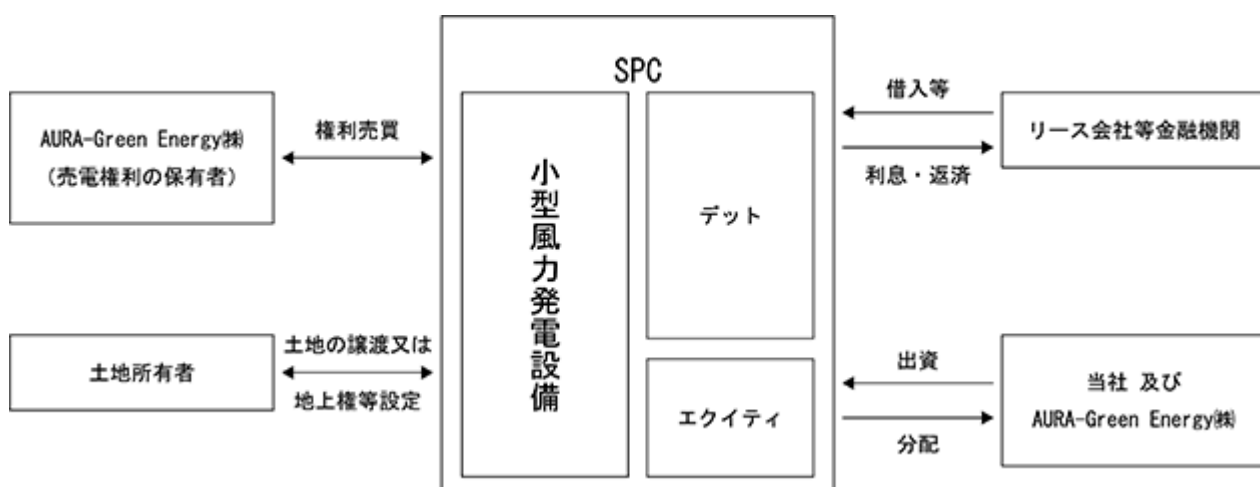 SPC
AURA-Green Energy㈱
（売電権利の保有者）
権利売買
土地所有者
土地の譲渡又は
地上権等設定
小型風力発電設備
デット
エクイティ
借入等
利息・返済
リース会社等金融機関
出資
分配
当社 及び
AURA-Green Energy㈱